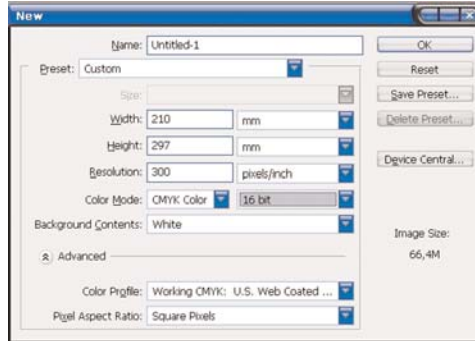 New
Name: Untitled-1
OK
Preset: Custom
Reset
Size:
Save Preset...
Width: 210 mm
Delete Preset...
Height: 297 mm
Resolution: 300 pixels/inch
Device Central...
Color Mode: CMYK Color 16 bit
Background Contents: White
Image Size:
66,4M
Advanced
Color Profile: Working CMYK: U.S. Web Coated ...
Pixel Aspect Ratio: Square Pixels